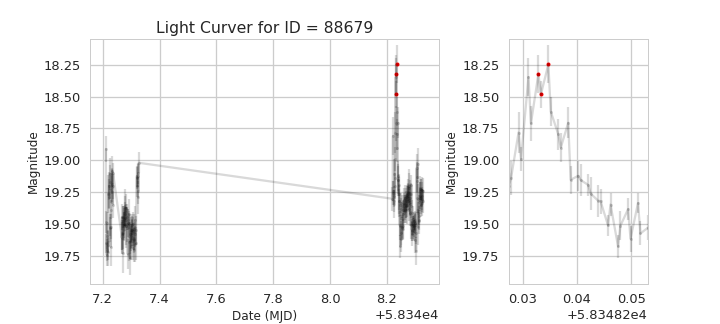 Light Curver for ID = 88679
18.25
18.50
18.75
19.00
19.25
19.50
19.75
Magnitude
7.2 7.4 7.6 7.8 8.0 8.2
Date (MJD)
+5.834e4
18.25
18.50
18.75
19.00
19.25
19.50
19.75
Magnitude
0.03 0.04 0.05
+5.83482e4